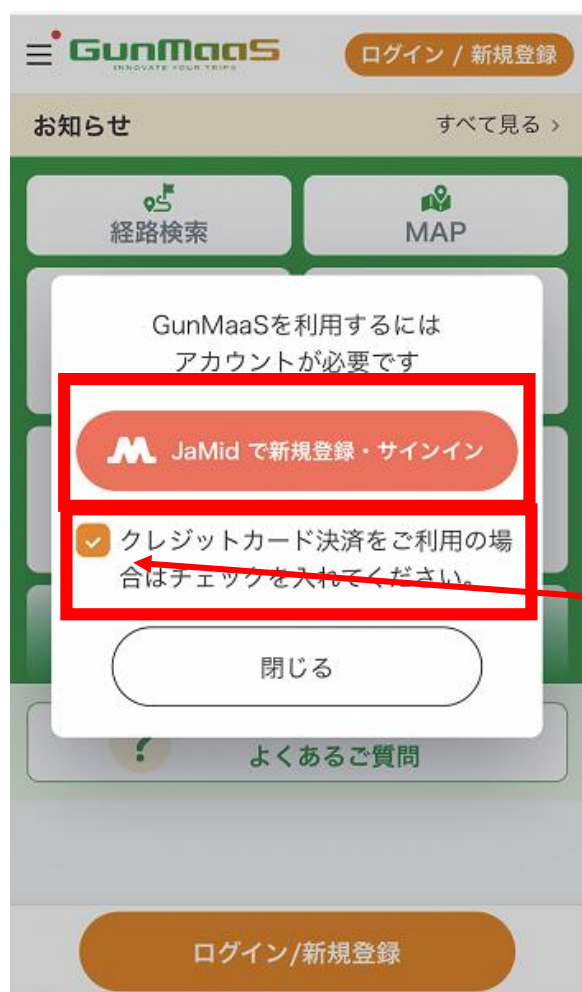 GunMaaS
INNOVATE YOUR TRIPS
ログイン / 新規登録
お知らせ
すべて見る >
経路検索
MAP
GunMaaSを利用するには
アカウントが必要です
JaMid で新規登録・サインイン
クレジットカード決済をご利用の場
合はチェックを入れてください。
閉じる
?
よくあるご質問
ログイン/新規登録